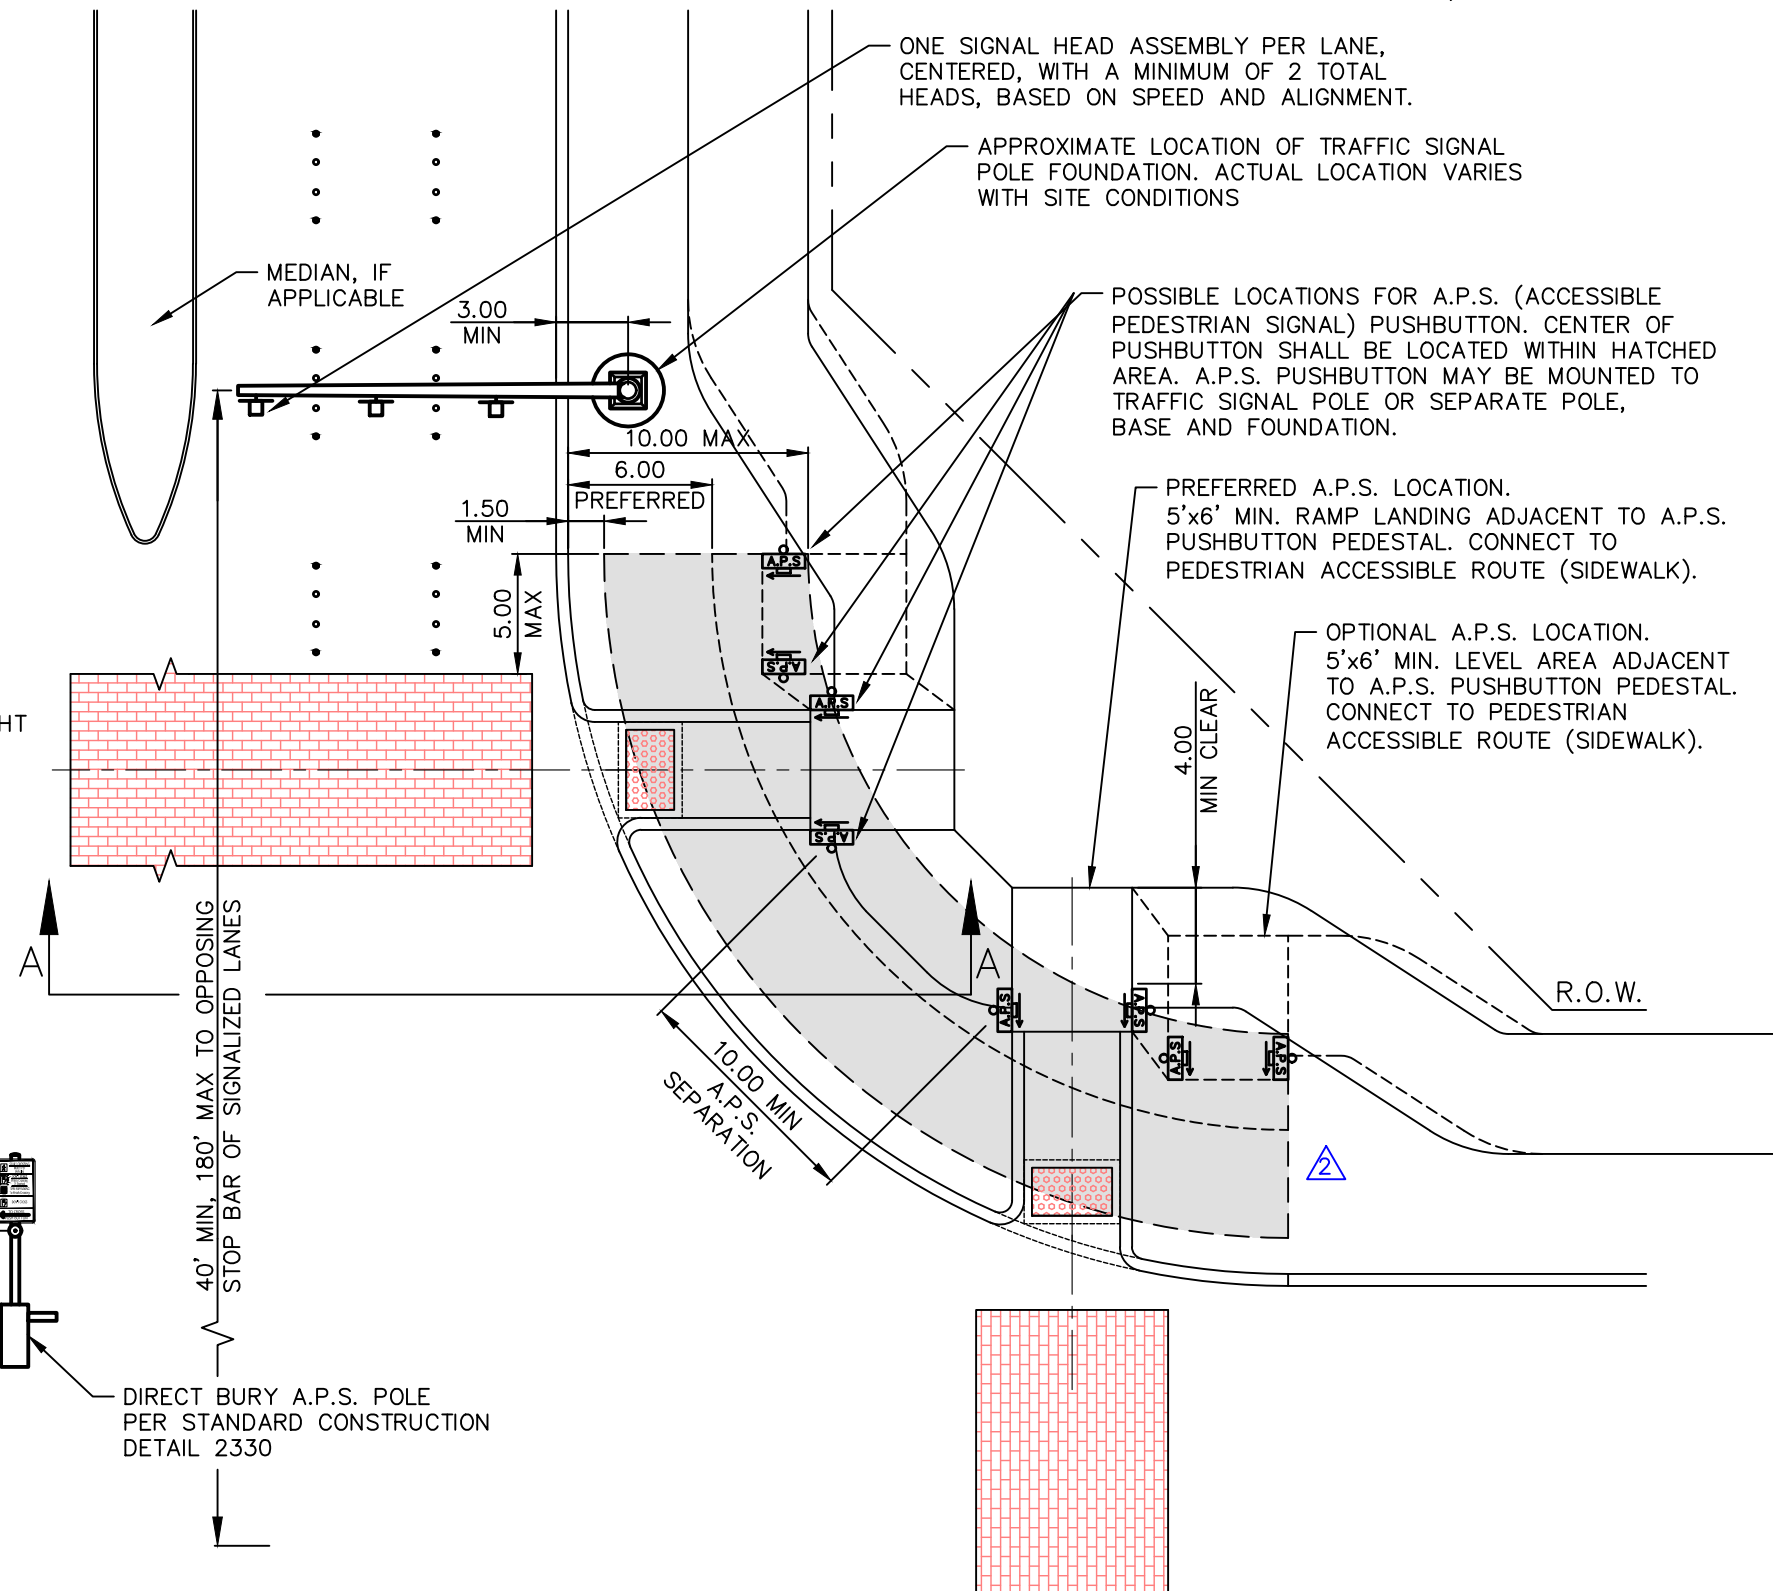 ONE SIGNAL HEAD ASSEMBLY PER LANE,
CENTERED, WITH A MINIMUM OF 2 TOTAL
HEADS, BASED ON SPEED AND ALIGNMENT.
APPROXIMATE LOCATION OF TRAFFIC SIGNAL
POLE FOUNDATION. ACTUAL LOCATION VARIES
WITH SITE CONDITIONS
MEDIAN, IF
APPLICABLE
3.00
MIN
POSSIBLE LOCATIONS FOR A.P.S. (ACCESSIBLE
PEDESTRIAN SIGNAL) PUSHBUTTON. CENTER OF
PUSHBUTTON SHALL BE LOCATED WITHIN HATCHED
AREA. A.P.S. PUSHBUTTON MAY BE MOUNTED TO
TRAFFIC SIGNAL POLE OR SEPARATE POLE,
BASE AND FOUNDATION.
10.00 MAX
6.00
PREFERRED
1.50
MIN
5.00
MAX
PREFERRED A.P.S. LOCATION.
5'x6' MIN. RAMP LANDING ADJACENT TO A.P.S.
PUSHBUTTON PEDESTAL. CONNECT TO
PEDESTRIAN ACCESSIBLE ROUTE (SIDEWALK).
OPTIONAL A.P.S. LOCATION.
5'x6' MIN. LEVEL AREA ADJACENT
TO A.P.S. PUSHBUTTON PEDESTAL.
CONNECT TO PEDESTRIAN
ACCESSIBLE ROUTE (SIDEWALK).
A.P.S
A.P.S
A.P.S
A.P.S
HT
4.00
MIN CLEAR
A
A
40' MIN, 180' MAX TO OPPOSING
STOP BAR OF SIGNALIZED LANES
A.P.S
A.P.S
A.P.S
A.P.S
R.O.W.
10.00 MIN
A.P.S.
SEPARATION
2
DIRECT BURY A.P.S. POLE
PER STANDARD CONSTRUCTION
DETAIL 2330